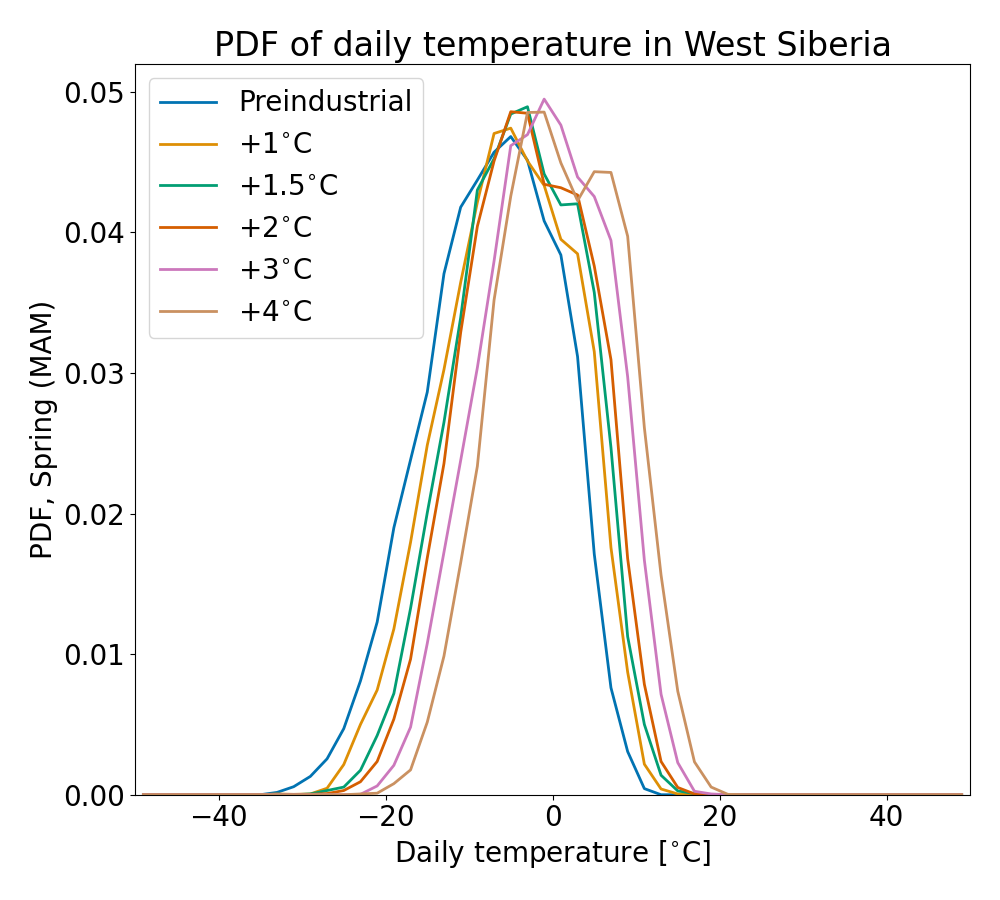 PDF of daily temperature in West Siberia
Preindustrial
+1°C
+1.5°C
+2°C
+3°C
+4°C
PDF, Spring (MAM)
0.05
0.04
0.03
0.02
0.01
0.00
−40
−20
0
20
40
Daily temperature [°C]